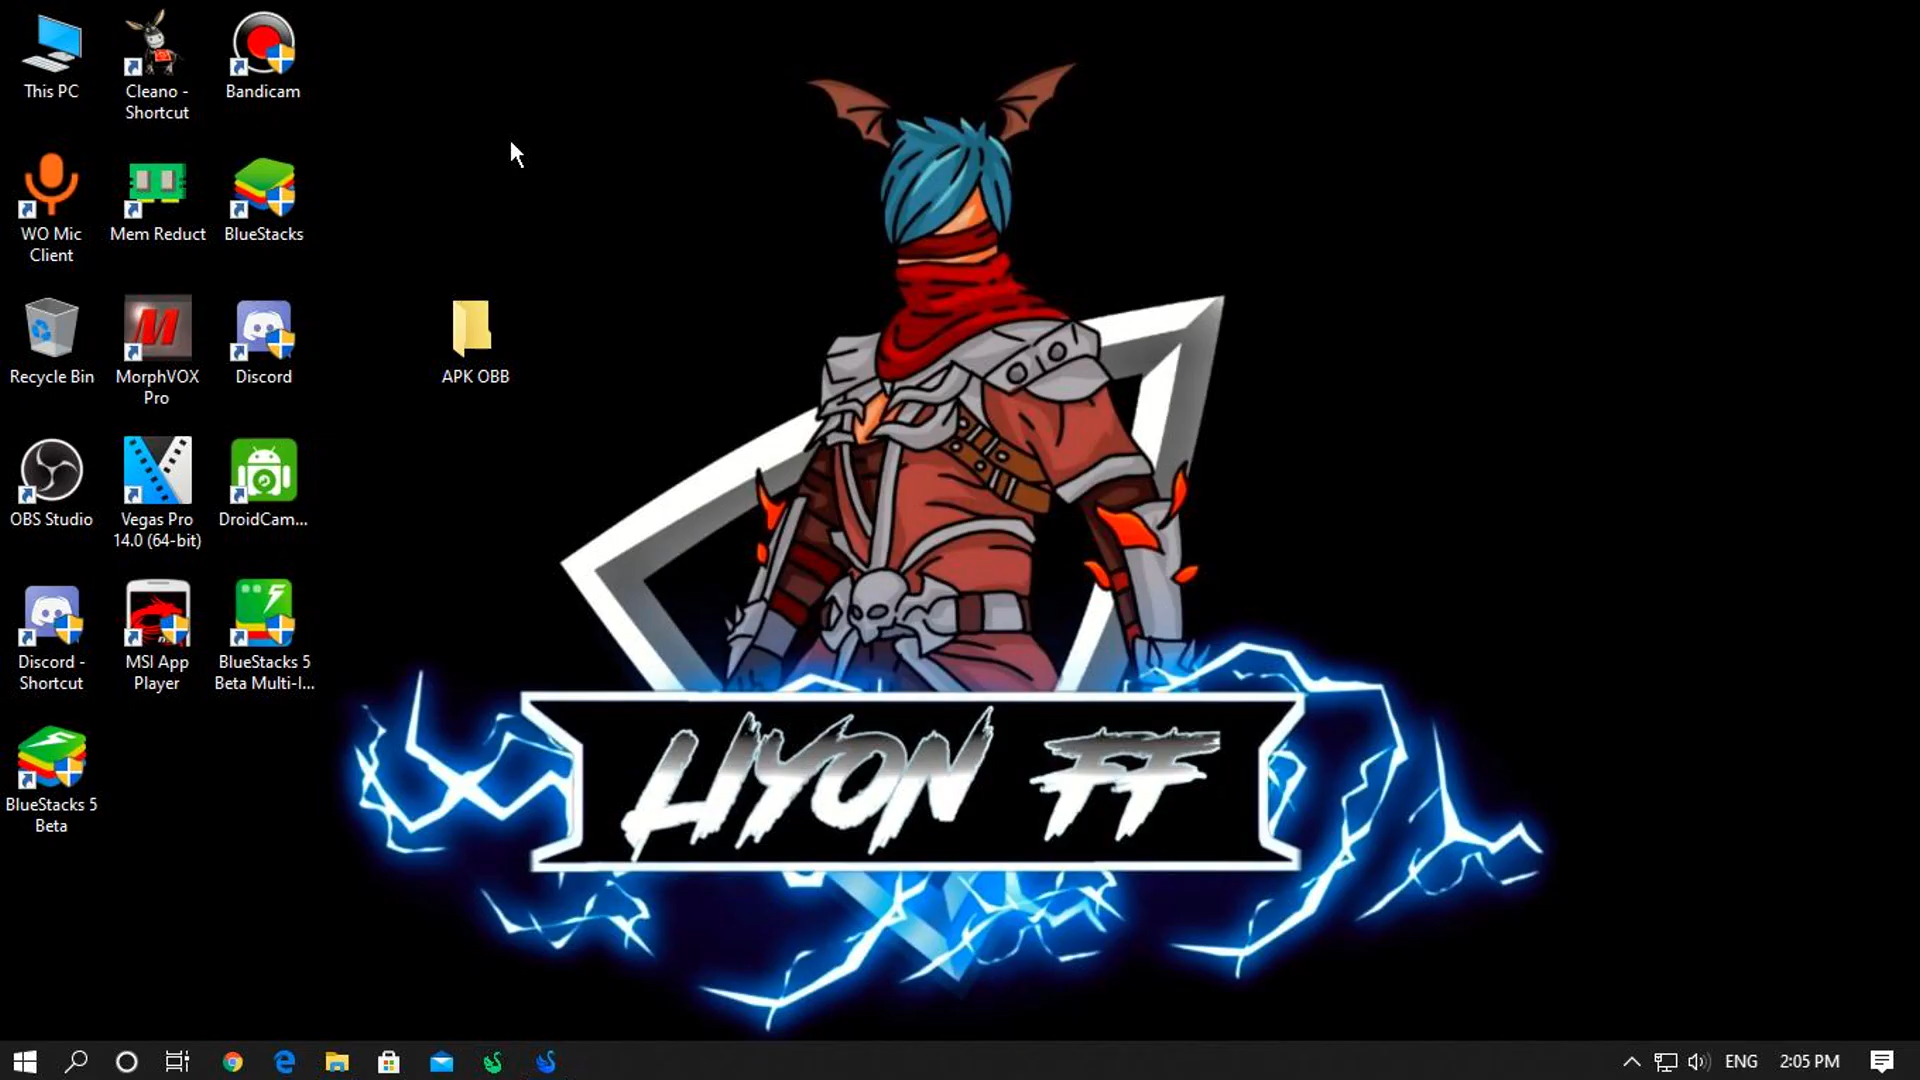 This PC
Cleano -
Shortcut
Bandicam
WO Mic
Client
Mem Reduct
BlueStacks
Recycle Bin
MorphVOX
Pro
Discord
APK OBB
OBS Studio
Vegas Pro
14.0 (64-bit)
DroidCam...
Discord -
Shortcut
MSI App
Player
BlueStacks 5
Beta Multi-I...
BlueStacks 5
Beta
LIYON FF
ENG
2:05 PM